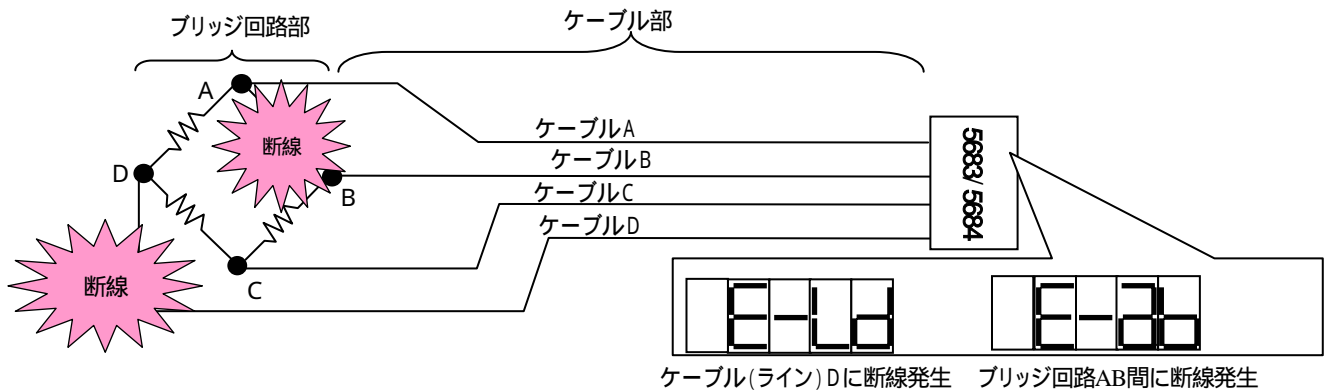 ブリッジ回路部
ケーブル部
A
断線
D
B
C
断線
ケーブルA
ケーブルB
ケーブルC
ケーブルD
5683/5684
E-Ld
E-ab
ケーブル(ライン)Dに断線発生
ブリッジ回路AB間に断線発生